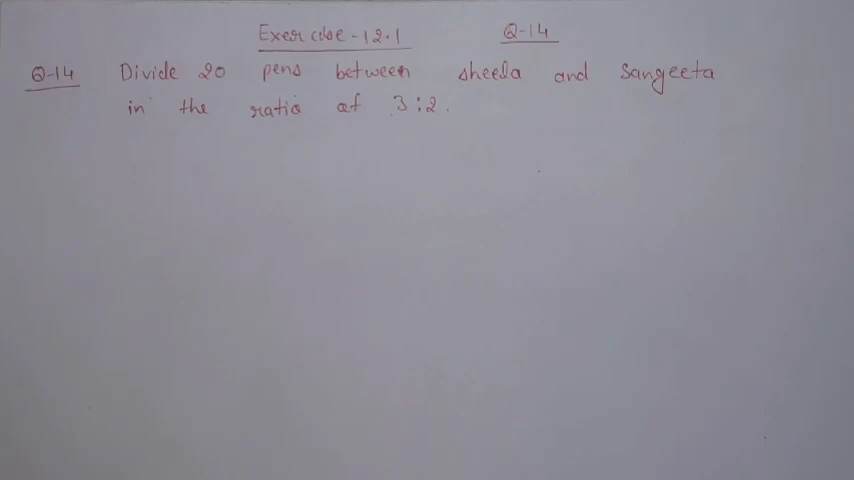 Exercise-12.1 Q-14
Q-14 Divide 20 pens between sheela and Sangeeta
in the ratio of 3:2.